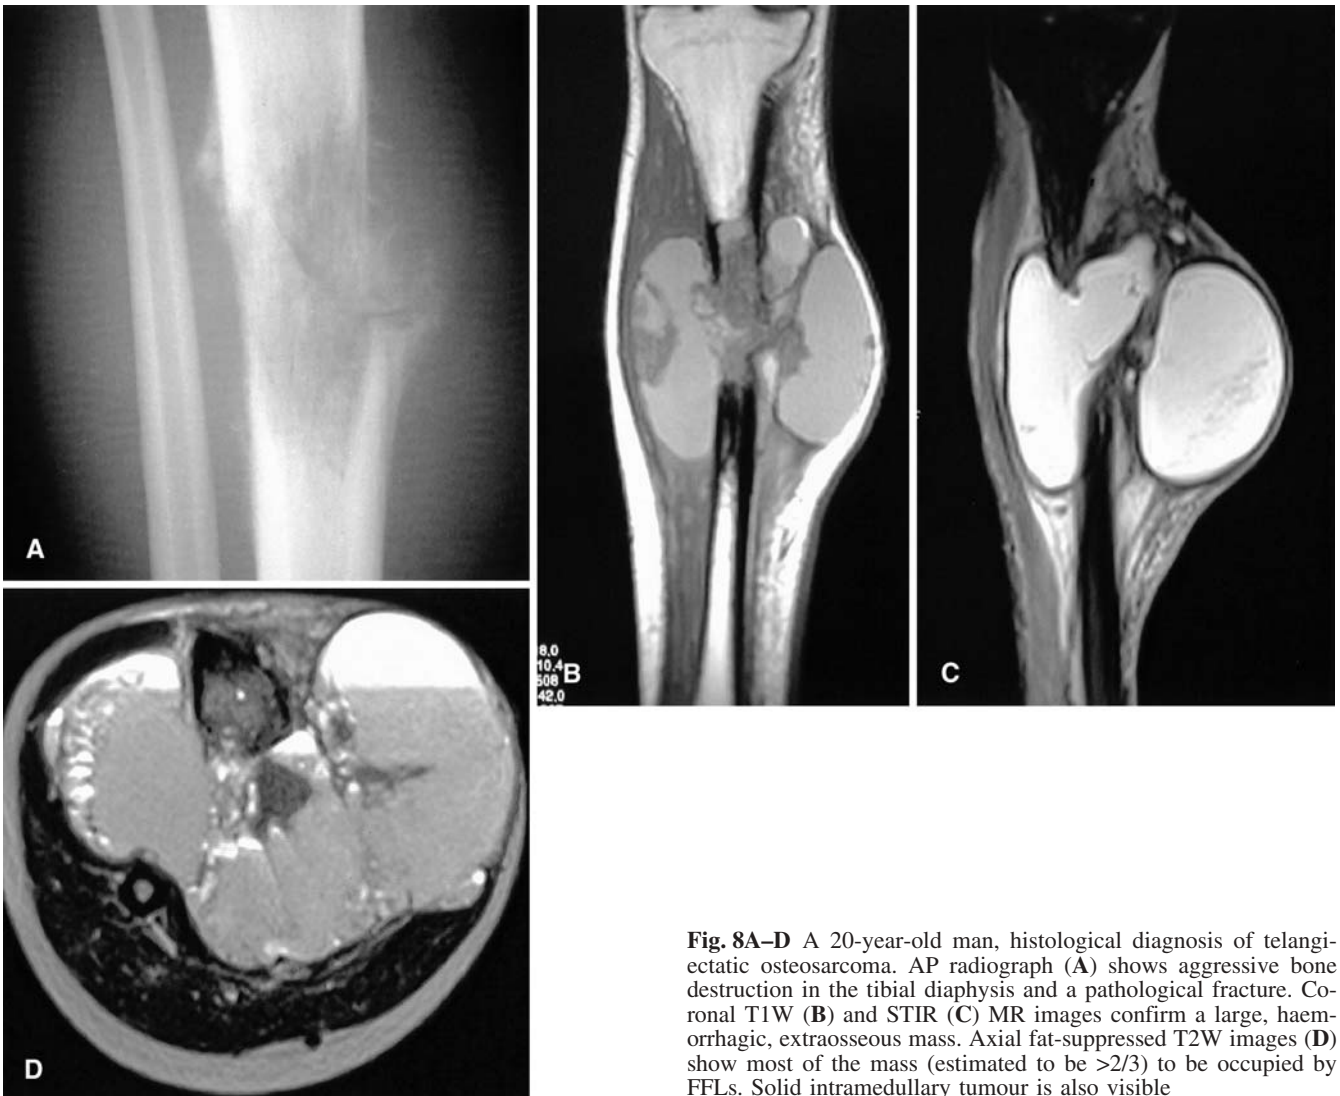 A
8.0
10.4
508
42.0
B
C
D
Fig. 8A–D A 20-year-old man, histological diagnosis of telangi-
ectatic osteosarcoma. AP radiograph (A) shows aggressive bone
destruction in the tibial diaphysis and a pathological fracture. Co-
ronal T1W (B) and STIR (C) MR images confirm a large, haem-
orrhagic, extraosseous mass. Axial fat-suppressed T2W images (D)
show most of the mass (estimated to be >2/3) to be occupied by
FFLs. Solid intramedullary tumour is also visible